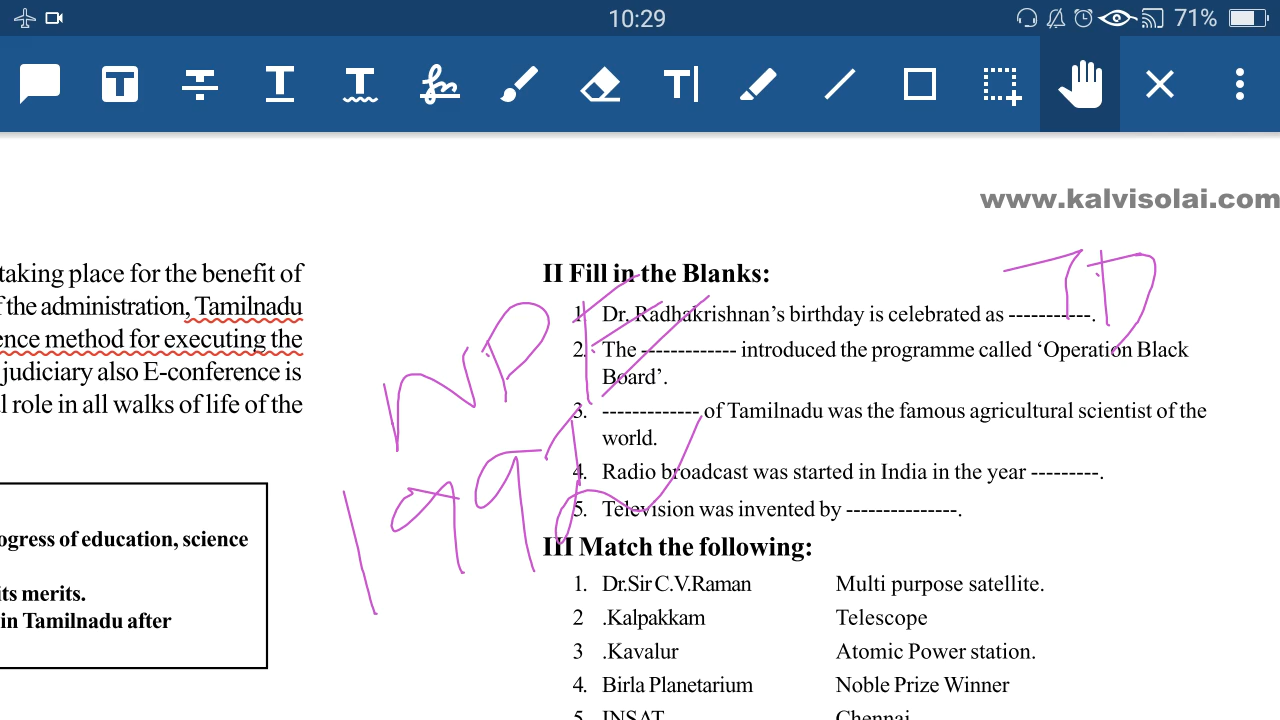 10:29
71%
www.kalvisolai.com
taking place for the benefit of
f the administration, Tamilnadu
ence method for executing the
judiciary also E-conference is
l role in all walks of life of the
ogress of education, science
its merits.
in Tamilnadu after
II Fill in the Blanks:
1. Dr. Radhakrishnan's birthday is celebrated as -----------.
TD
2. The ------------- introduced the programme called 'Operation Black
Board'.
NPE
1992
3. ------------- of Tamilnadu was the famous agricultural scientist of the
world.
4. Radio broadcast was started in India in the year ---------.
5. Television was invented by ---------------.
III Match the following:
1. Dr.Sir C.V.Raman Multi purpose satellite.
2 .Kalpakkam Telescope
3 .Kavalur Atomic Power station.
4. Birla Planetarium Noble Prize Winner
5. INSAT Chennai